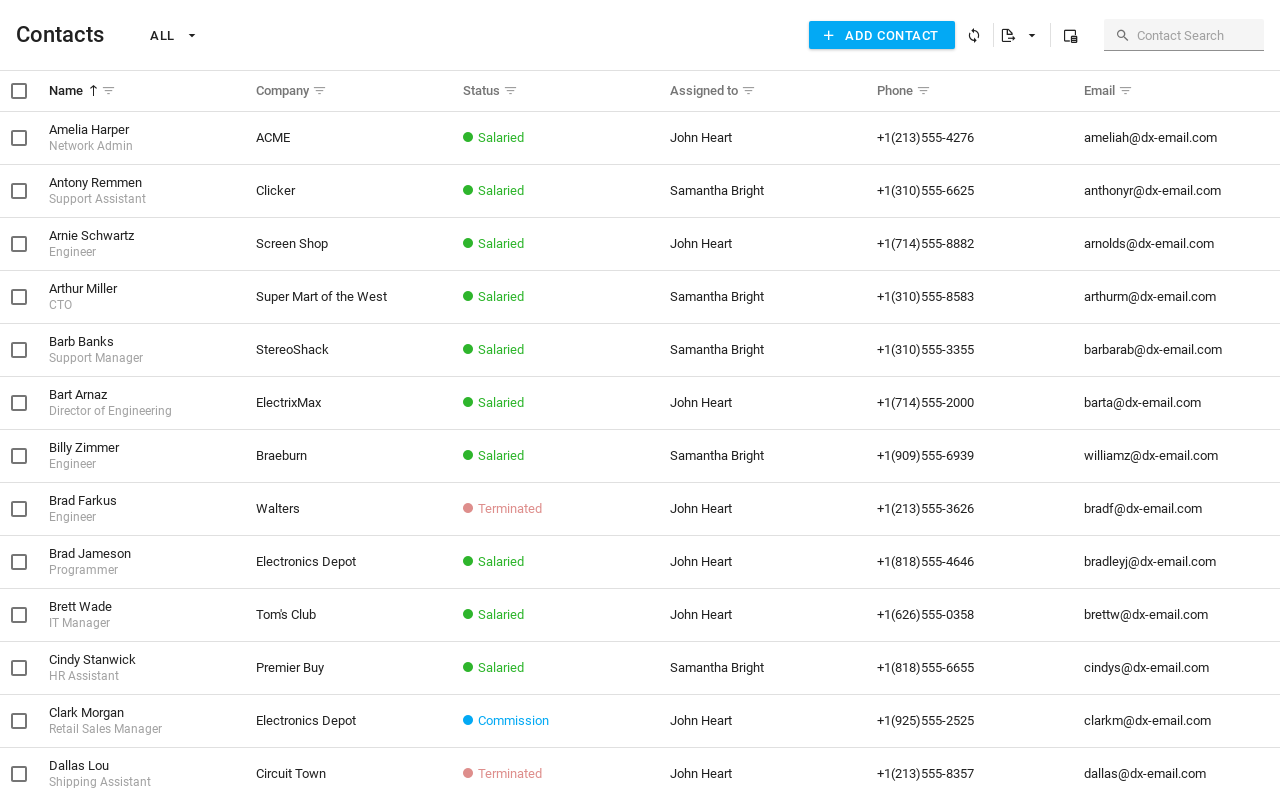 Contacts
ALL
ADD CONTACT
Contact Search
Name Company Status Assigned to Phone Email
Amelia Harper
Network Admin
ACME Salaried John Heart +1(213)555-4276 ameliah@dx-email.com
Antony Remmen
Support Assistant
Clicker Salaried Samantha Bright +1(310)555-6625 anthonyr@dx-email.com
Arnie Schwartz
Engineer
Screen Shop Salaried John Heart +1(714)555-8882 arnolds@dx-email.com
Arthur Miller
CTO
Super Mart of the West Salaried Samantha Bright +1(310)555-8583 arthurm@dx-email.com
Barb Banks
Support Manager
StereoShack Salaried Samantha Bright +1(310)555-3355 barbarab@dx-email.com
Bart Arnaz
Director of Engineering
ElectrixMax Salaried John Heart +1(714)555-2000 barta@dx-email.com
Billy Zimmer
Engineer
Braeburn Salaried Samantha Bright +1(909)555-6939 williamz@dx-email.com
Brad Farkus
Engineer
Walters Terminated John Heart +1(213)555-3626 bradf@dx-email.com
Brad Jameson
Programmer
Electronics Depot Salaried John Heart +1(818)555-4646 bradleyj@dx-email.com
Brett Wade
IT Manager
Tom's Club Salaried John Heart +1(626)555-0358 brettw@dx-email.com
Cindy Stanwick
HR Assistant
Premier Buy Salaried Samantha Bright +1(818)555-6655 cindys@dx-email.com
Clark Morgan
Retail Sales Manager
Electronics Depot Commission John Heart +1(925)555-2525 clarkm@dx-email.com
Dallas Lou
Shipping Assistant
Circuit Town Terminated John Heart +1(213)555-8357 dallas@dx-email.com